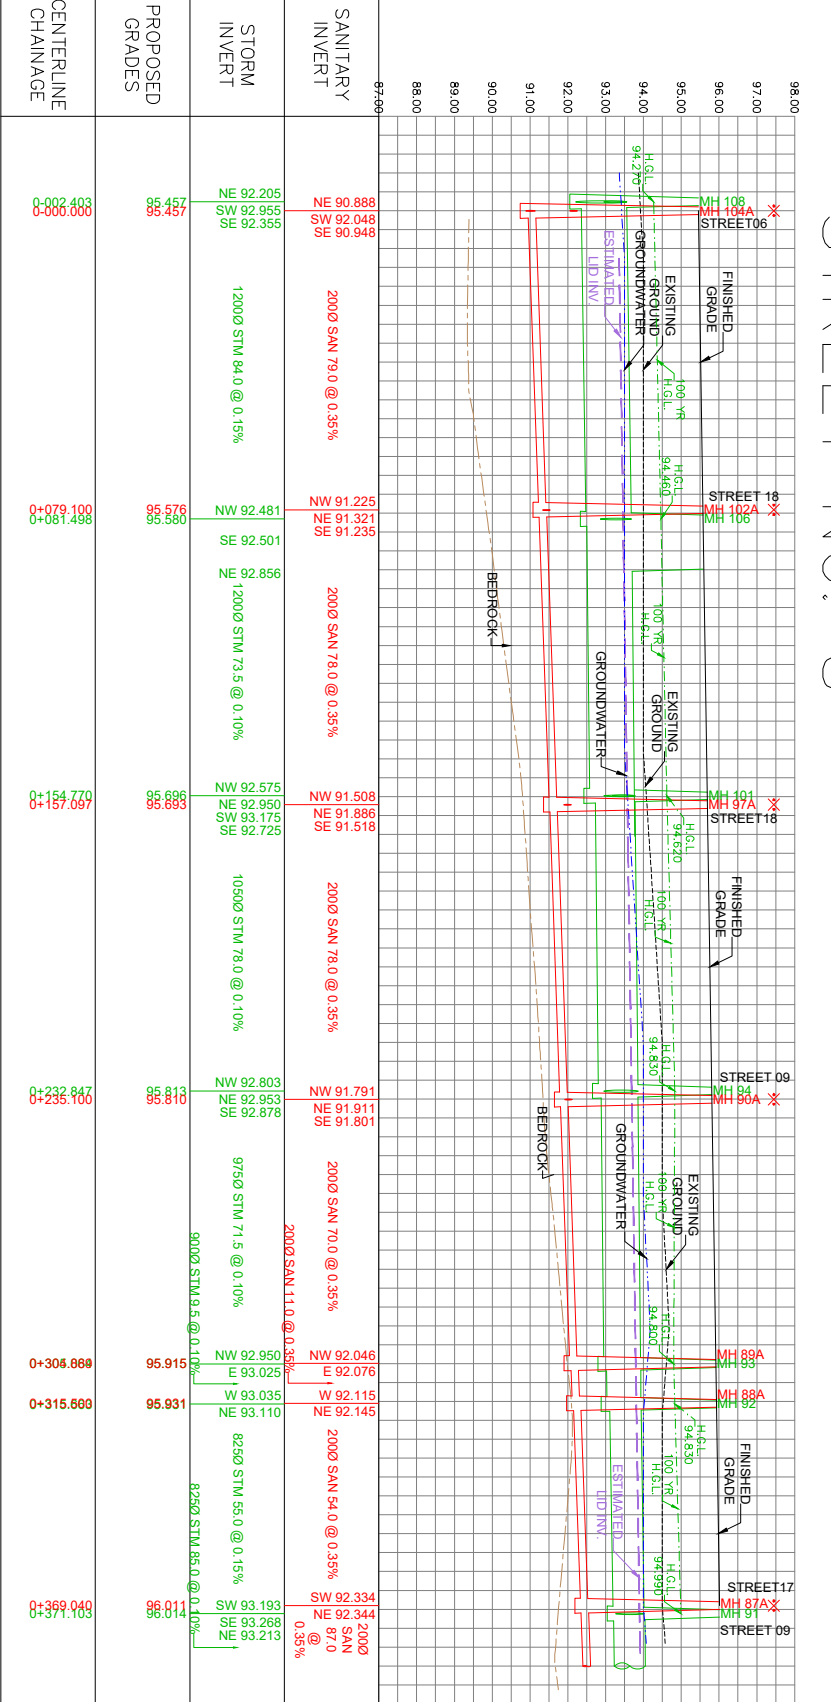 98.00
96.00
95.00
94.00
93.00
92.00
91.00
90.00
89.00
88.00
87.00
SANITARY
INVERT
STORM
INVERT
PROPOSED
GRADES
CENTERLINE
CHAINAGE
H.G.L.
94.270
MH 108
MH 104A
STREET06
ESTIMATED
LID INV.
GROUNDWATER
EXISTING
GROUND
FINISHED
GRADE
100 YR
H.G.L.
H.G.L.
94.460
STREET 18
MH 102A
MH 106
BEDROCK
100 YR
H.G.L.
GROUNDWATER
EXISTING
GROUND
MH 101
MH 97A
STREET18
H.G.L.
94.620
FINISHED
GRADE
100 YR
H.G.L.
H.G.L.
94.830
STREET 09
MH 94
MH 90A
BEDROCK
GROUNDWATER
EXISTING
GROUND
100 YR
H.G.L.
H.G.L.
94.800
MH 89A
MH 93
MH 88A
MH 92
H.G.L.
94.830
FINISHED
GRADE
100 YR
H.G.L.
ESTIMATED
LID INV.
H.G.L.
94.990
STREET17
MH 87A
MH 91
STREET 09
NE 90.888
SW 92.048
SE 90.948
200Ø SAN 79.0 @ 0.35%
NW 91.225
NE 91.321
SE 91.235
200Ø SAN 78.0 @ 0.35%
NW 91.508
NE 91.886
SE 91.518
200Ø SAN 78.0 @ 0.35%
NW 91.791
NE 91.911
SE 91.801
200Ø SAN 70.0 @ 0.35%
200Ø SAN 11.0 @ 0.35%
NW 92.046
E 92.076
W 92.115
NE 92.145
200Ø SAN 54.0 @ 0.35%
SW 92.334
NE 92.344
200Ø
SAN
87.0
@
0.35%
NE 92.205
SW 92.955
SE 92.355
1200Ø STM 84.0 @ 0.15%
NW 92.481
SE 92.501
NE 92.856
1200Ø STM 73.5 @ 0.10%
NW 92.575
NE 92.950
SW 93.175
SE 92.725
1050Ø STM 78.0 @ 0.10%
NW 92.803
NE 92.953
SE 92.878
975Ø STM 71.5 @ 0.10%
900Ø STM 9.5 @ 0.10%
NW 92.950
E 93.025
W 93.035
NE 93.110
825Ø STM 55.0 @ 0.15%
825Ø STM 85.0 @ 0.10%
SW 93.193
SE 93.268
NE 93.213
95.457
95.457
95.576
95.580
95.696
95.693
95.813
95.810
95.915
95.931
96.011
96.014
0-002.403
0-000.000
0+079.100
0+081.498
0+154.770
0+157.097
0+232.847
0+235.100
0+369.040
0+371.103